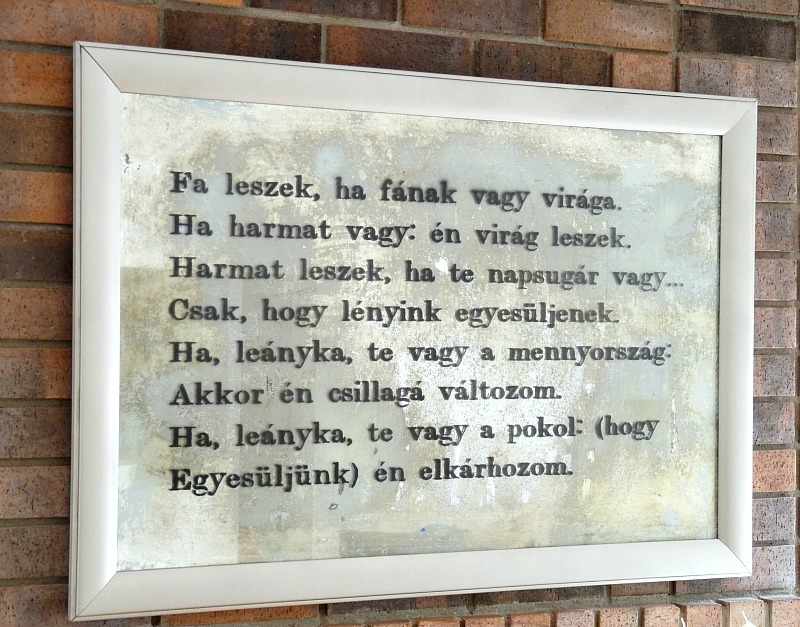 Fa leszek, ha fának vagy virága.
Ha harmat vagy: én virág leszek.
Harmat leszek, ha te napsugár vagy...
Csak, hogy lényink egyesüljenek.
Ha, leányka, te vagy a mennyország:
Akkor én csillagá változom.
Ha, leányka, te vagy a pokol: (hogy
Egyesüljünk) én elkárhozom.